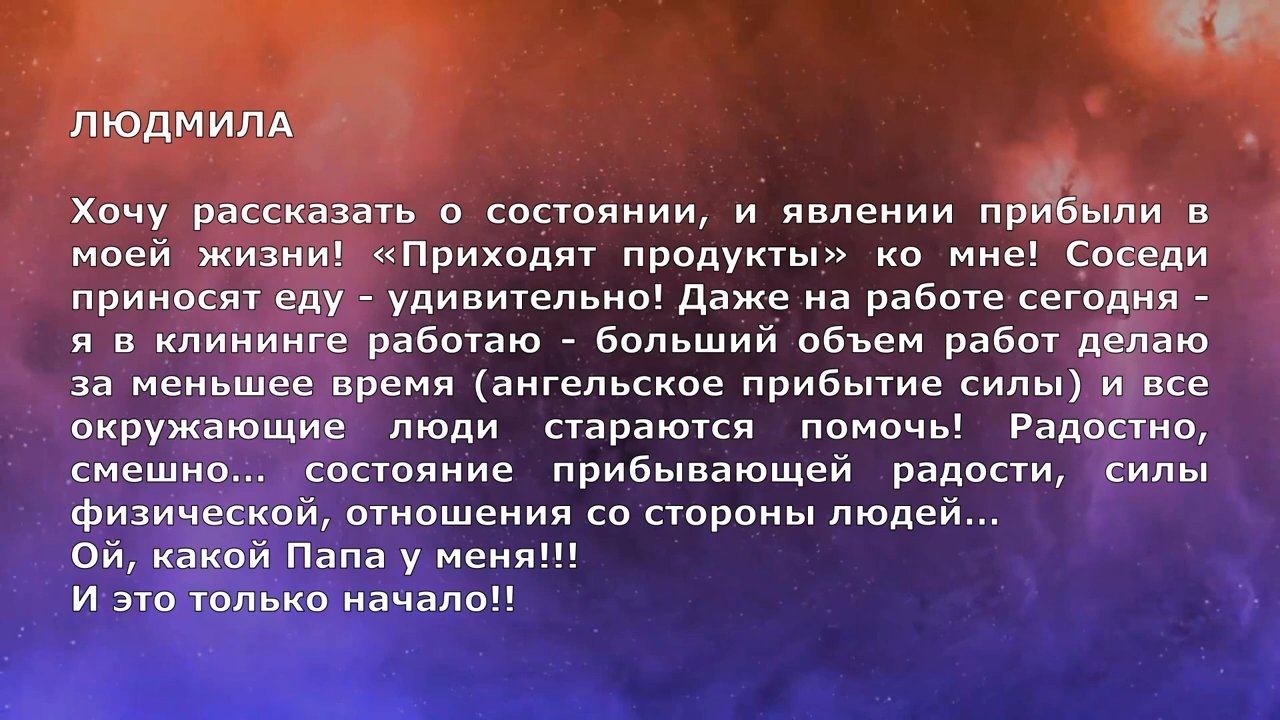 ЛЮДМИЛА
Хочу рассказать о состоянии, и явлении прибыли в
моей жизни! «Приходят продукты» ко мне! Соседи
приносят еду - удивительно! Даже на работе сегодня -
я в клининге работаю - больший объем работ делаю
за меньшее время (ангельское прибытие силы) и все
окружающие люди стараются помочь! Радостно,
смешно... состояние прибывающей радости, силы
физической, отношения со стороны людей...
Ой, какой Папа у меня!!!
И это только начало!!